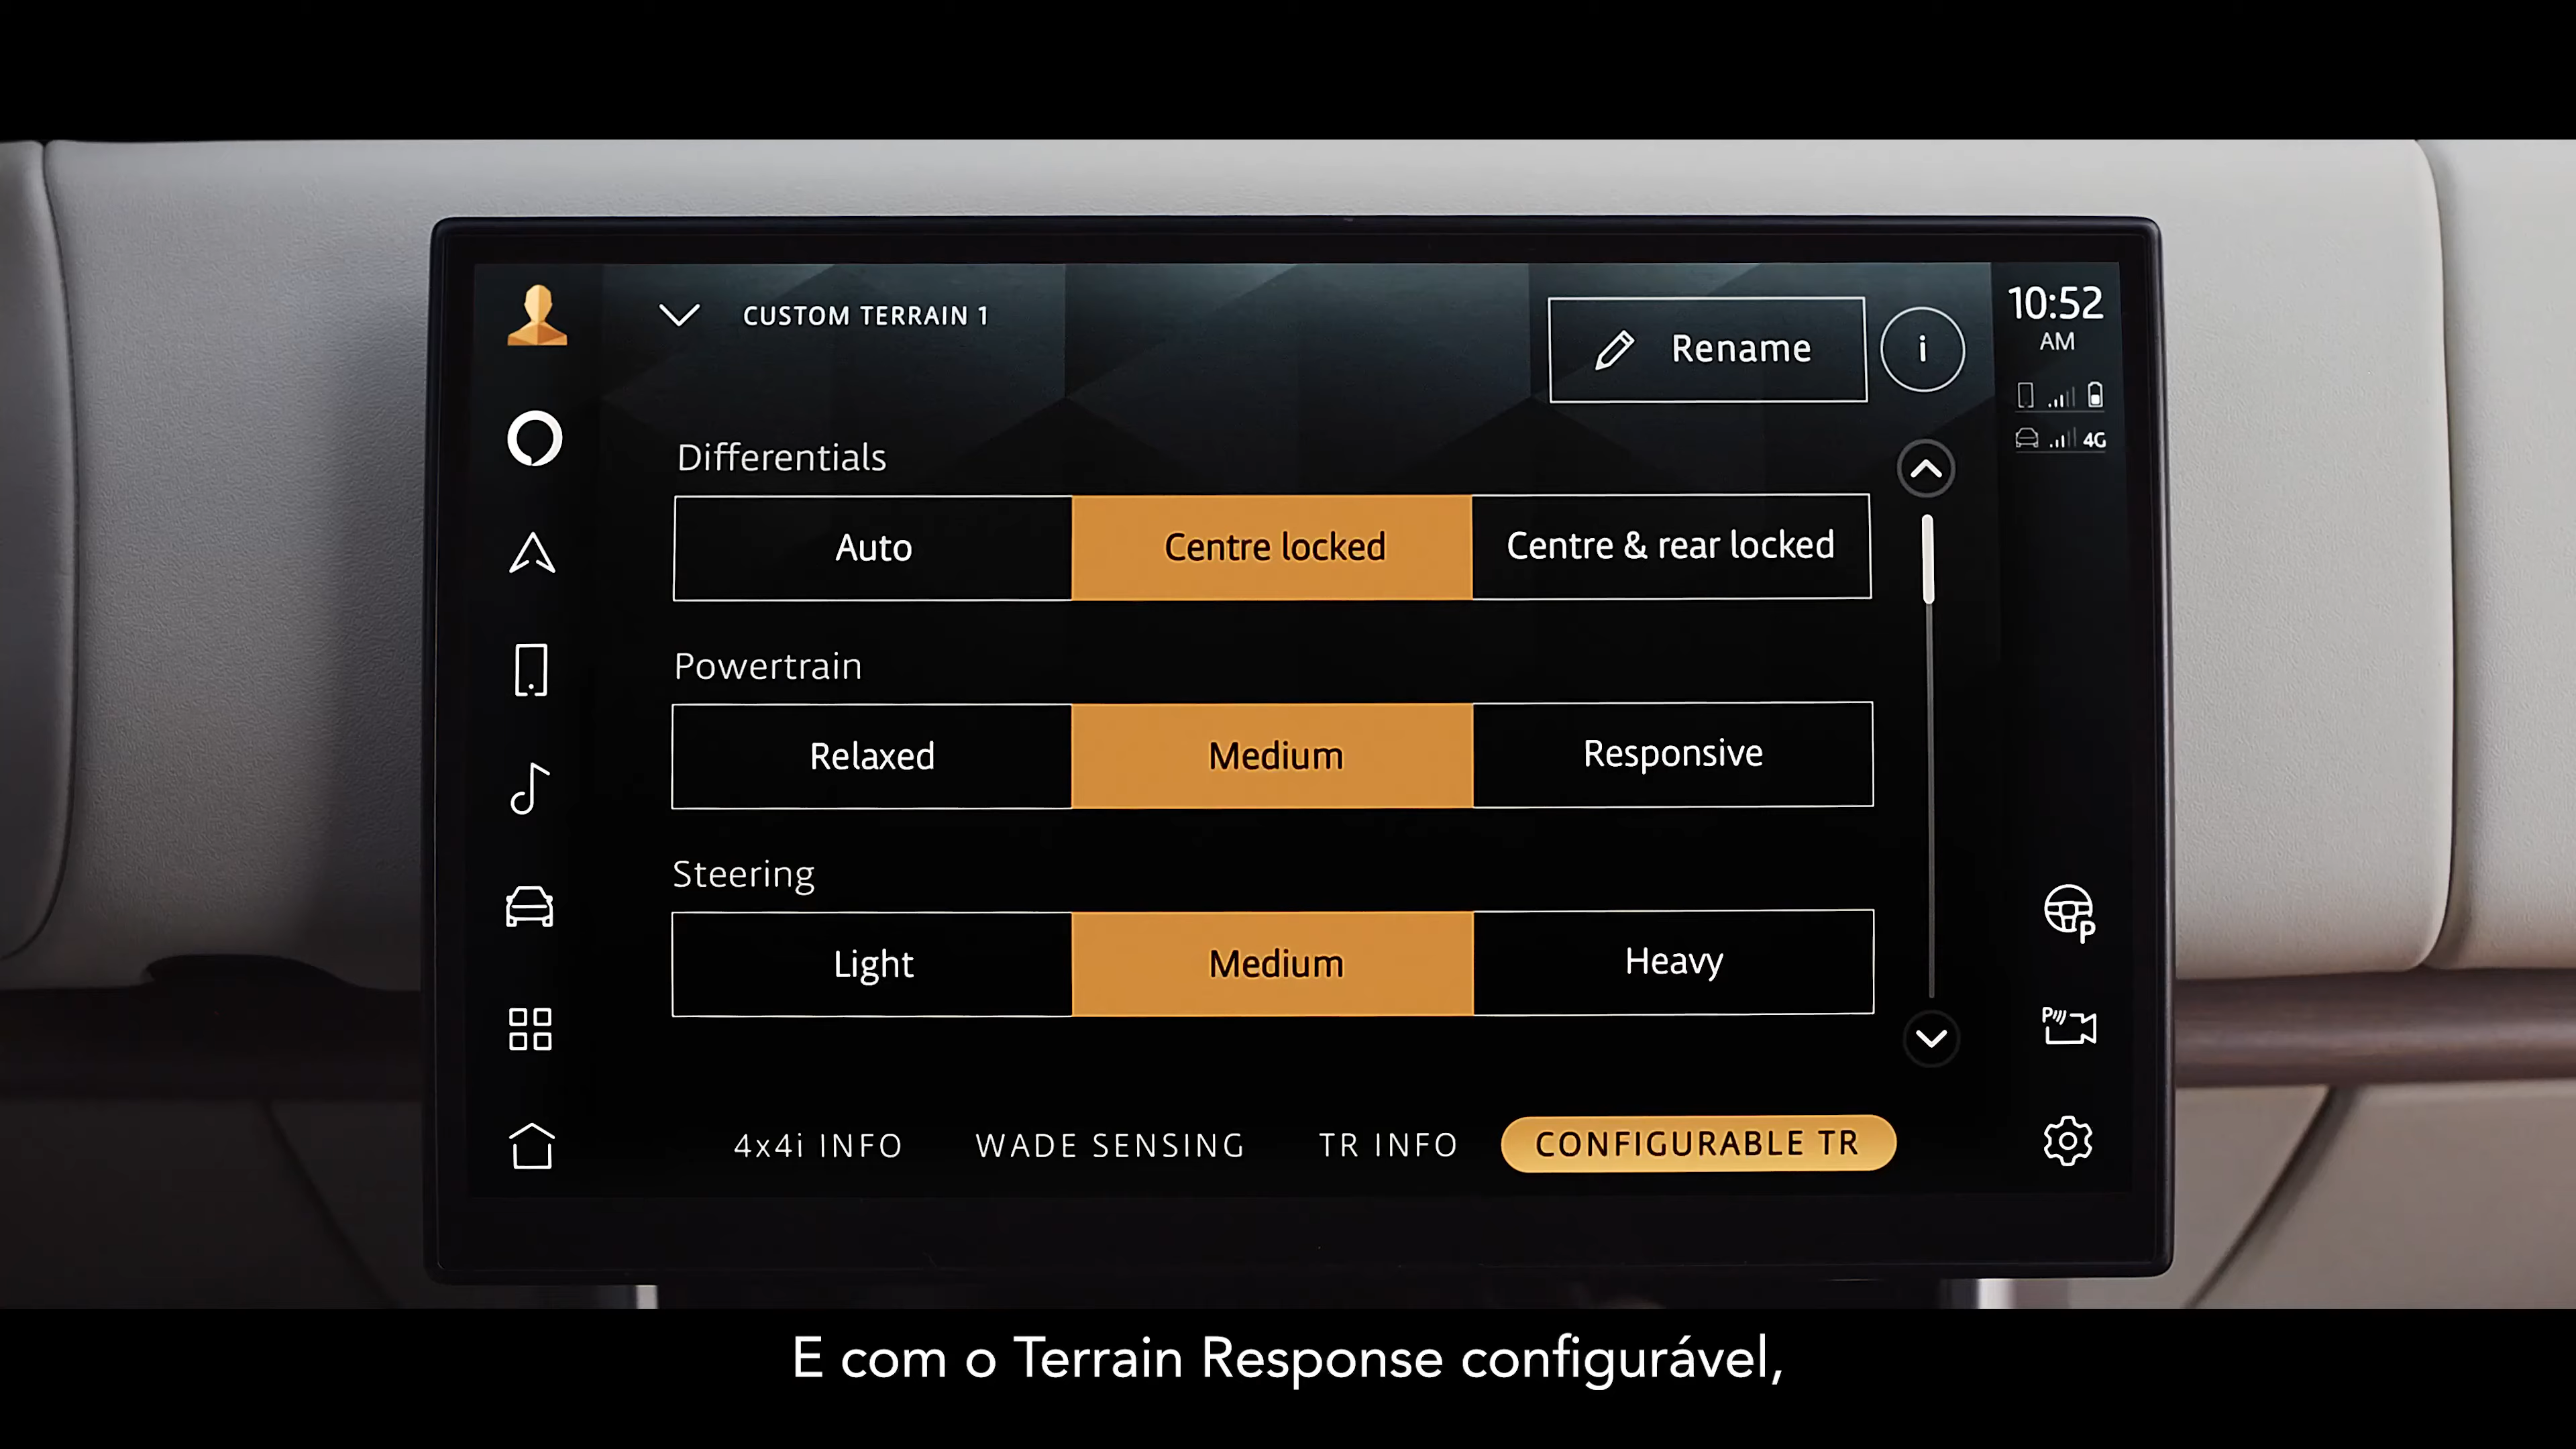 CUSTOM TERRAIN 1
Rename
i
10:52
AM
4G
Differentials
Auto
Centre locked
Centre & rear locked
Powertrain
Relaxed
Medium
Responsive
Steering
Light
Medium
Heavy
P
P
4x4i INFO
WADE SENSING
TR INFO
CONFIGURABLE TR
E com o Terrain Response configurável,